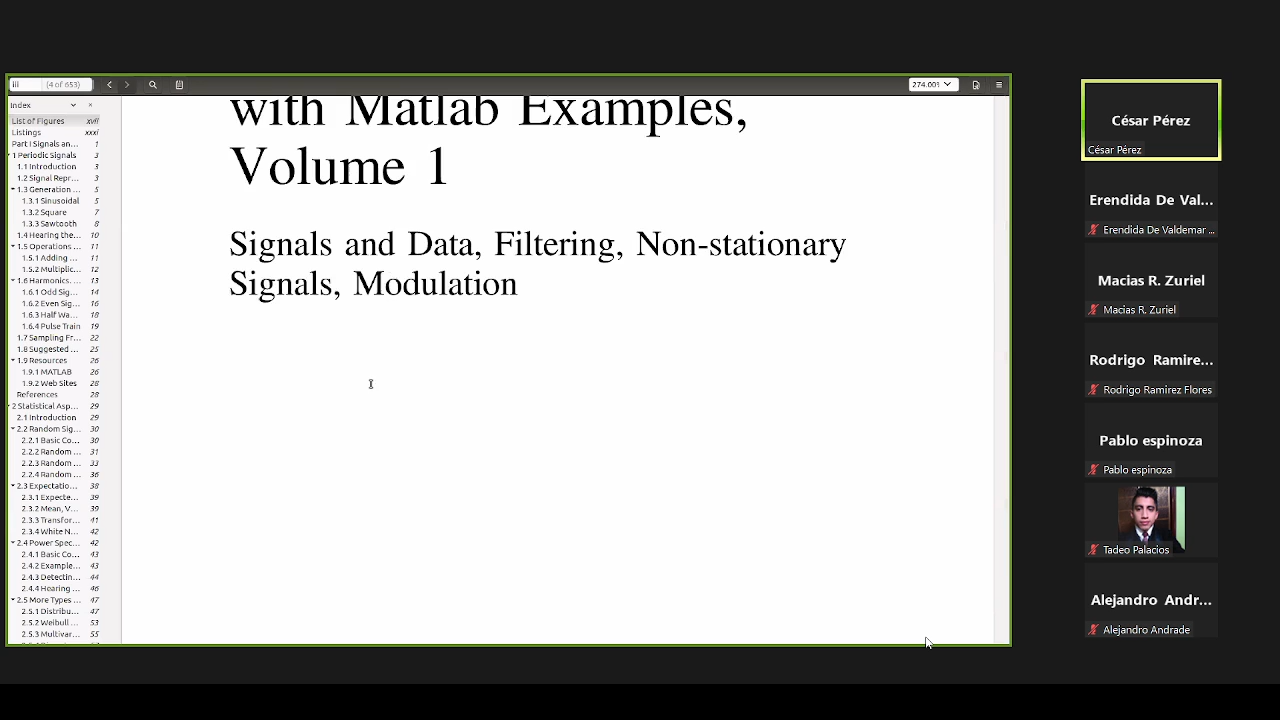 iii (4 of 653) 274.00%
Index
List of Figures xvii
Listings xxxi
Part I Signals an... 1
1 Periodic Signals 3
1.1 Introduction 3
1.2 Signal Repr... 3
1.3 Generation ... 5
1.3.1 Sinusoidal 5
1.3.2 Square 7
1.3.3 Sawtooth 8
1.4 Hearing the... 10
1.5 Operations ... 11
1.5.1 Adding ... 11
1.5.2 Multiplic... 12
1.6 Harmonics. ... 13
1.6.1 Odd Sig... 14
1.6.2 Even Sig... 16
1.6.3 Half Wa... 18
1.6.4 Pulse Train 19
1.7 Sampling Fr... 22
1.8 Suggested ... 25
1.9 Resources 26
1.9.1 MATLAB 26
1.9.2 Web Sites 28
References 28
2 Statistical Asp... 29
2.1 Introduction 29
2.2 Random Sig... 30
2.2.1 Basic Co... 30
2.2.2 Random ... 31
2.2.3 Random ... 33
2.2.4 Random ... 36
2.3 Expectatio... 38
2.3.1 Expecte... 39
2.3.2 Mean, V... 39
2.3.3 Transfor... 41
2.3.4 White N... 42
2.4 Power Spec... 42
2.4.1 Basic Co... 43
2.4.2 Example... 43
2.4.3 Detectin... 44
2.4.4 Hearing ... 46
2.5 More Types ... 47
2.5.1 Distribu... 47
2.5.2 Weibull ... 53
2.5.3 Multivar... 55
with Matlab Examples,
Volume 1
Signals and Data, Filtering, Non-stationary
Signals, Modulation
César Pérez
César Pérez
Erendida De Val...
Erendida De Valdemar ...
Macias R. Zuriel
Macias R. Zuriel
Rodrigo Ramire...
Rodrigo Ramirez Flores
Pablo espinoza
Pablo espinoza
Tadeo Palacios
Alejandro Andr...
Alejandro Andrade